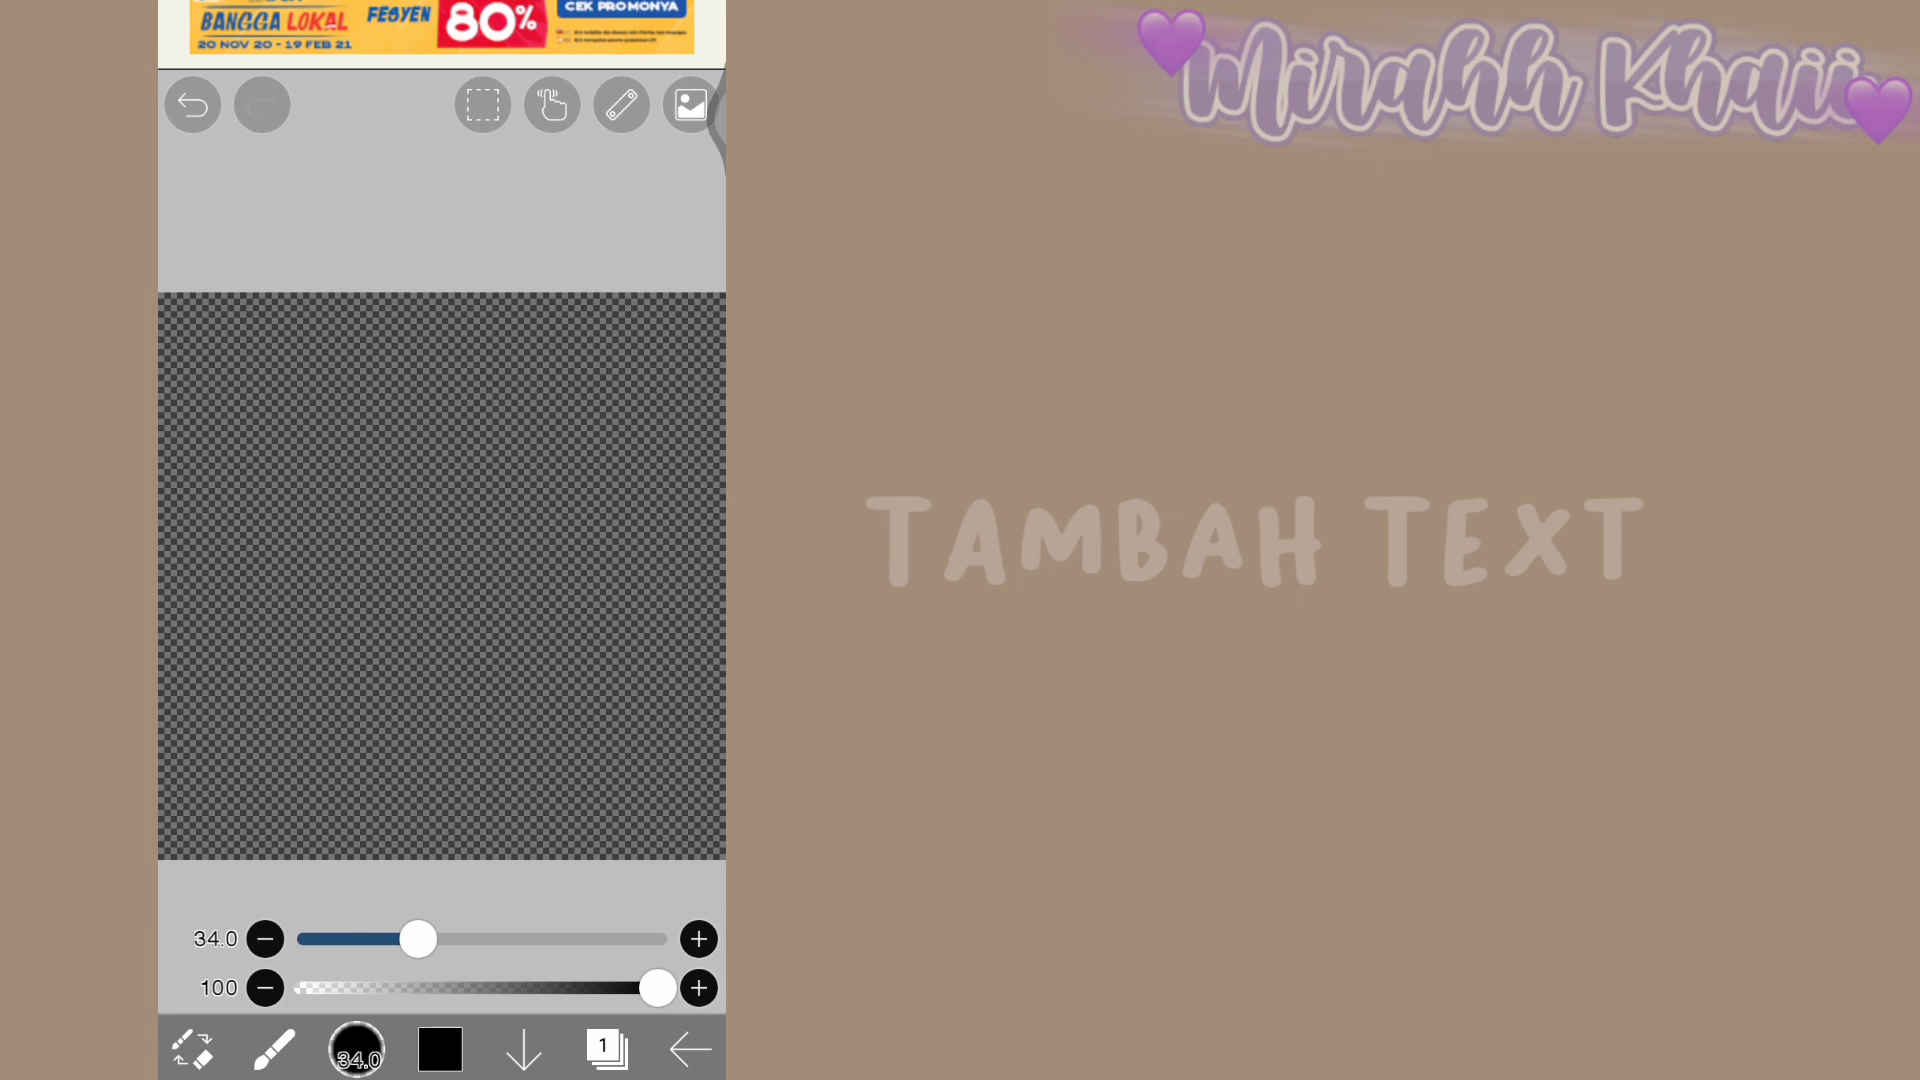 BANGGA LOKAL
20 NOV 20 - 19 FEB 21
FESYEN
80%
CEK PROMONYA
Mirahh Khaii
TAMBAH TEXT
34.0
100
34.0
1